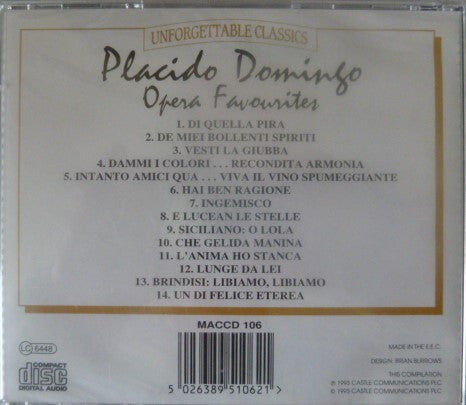 UNFORGETTABLE CLASSICS
Placido Domingo
Opera Favourites
1. DI QUELLA PIRA
2. DE MIEI BOLLENTI SPIRITI
3. VESTI LA GIUBBA
4. DAMMI I COLORI . . . RECONDITA ARMONIA
5. INTANTO AMICI QUA . . . VIVA IL VINO SPUMEGGIANTE
6. HAI BEN RAGIONE
7. INGEMISCO
8. E LUCEAN LE STELLE
9. SICILIANO: O LOLA
10. CHE GELIDA MANINA
11. L'ANIMA HO STANCA
12. LUNGE DA LEI
13. BRINDISI: LIBIAMO, LIBIAMO
14. UN DI FELICE ETEREA
MACCD 106
LC 6448
COMPACT
disc
DIGITAL AUDIO
5 026389 510621 >
MADE IN THE E.E.C.
DESIGN: BRIAN BURROWS
THIS COMPILATION
℗ 1995 CASTLE COMMUNICATIONS PLC
© 1995 CASTLE COMMUNICATIONS PLC